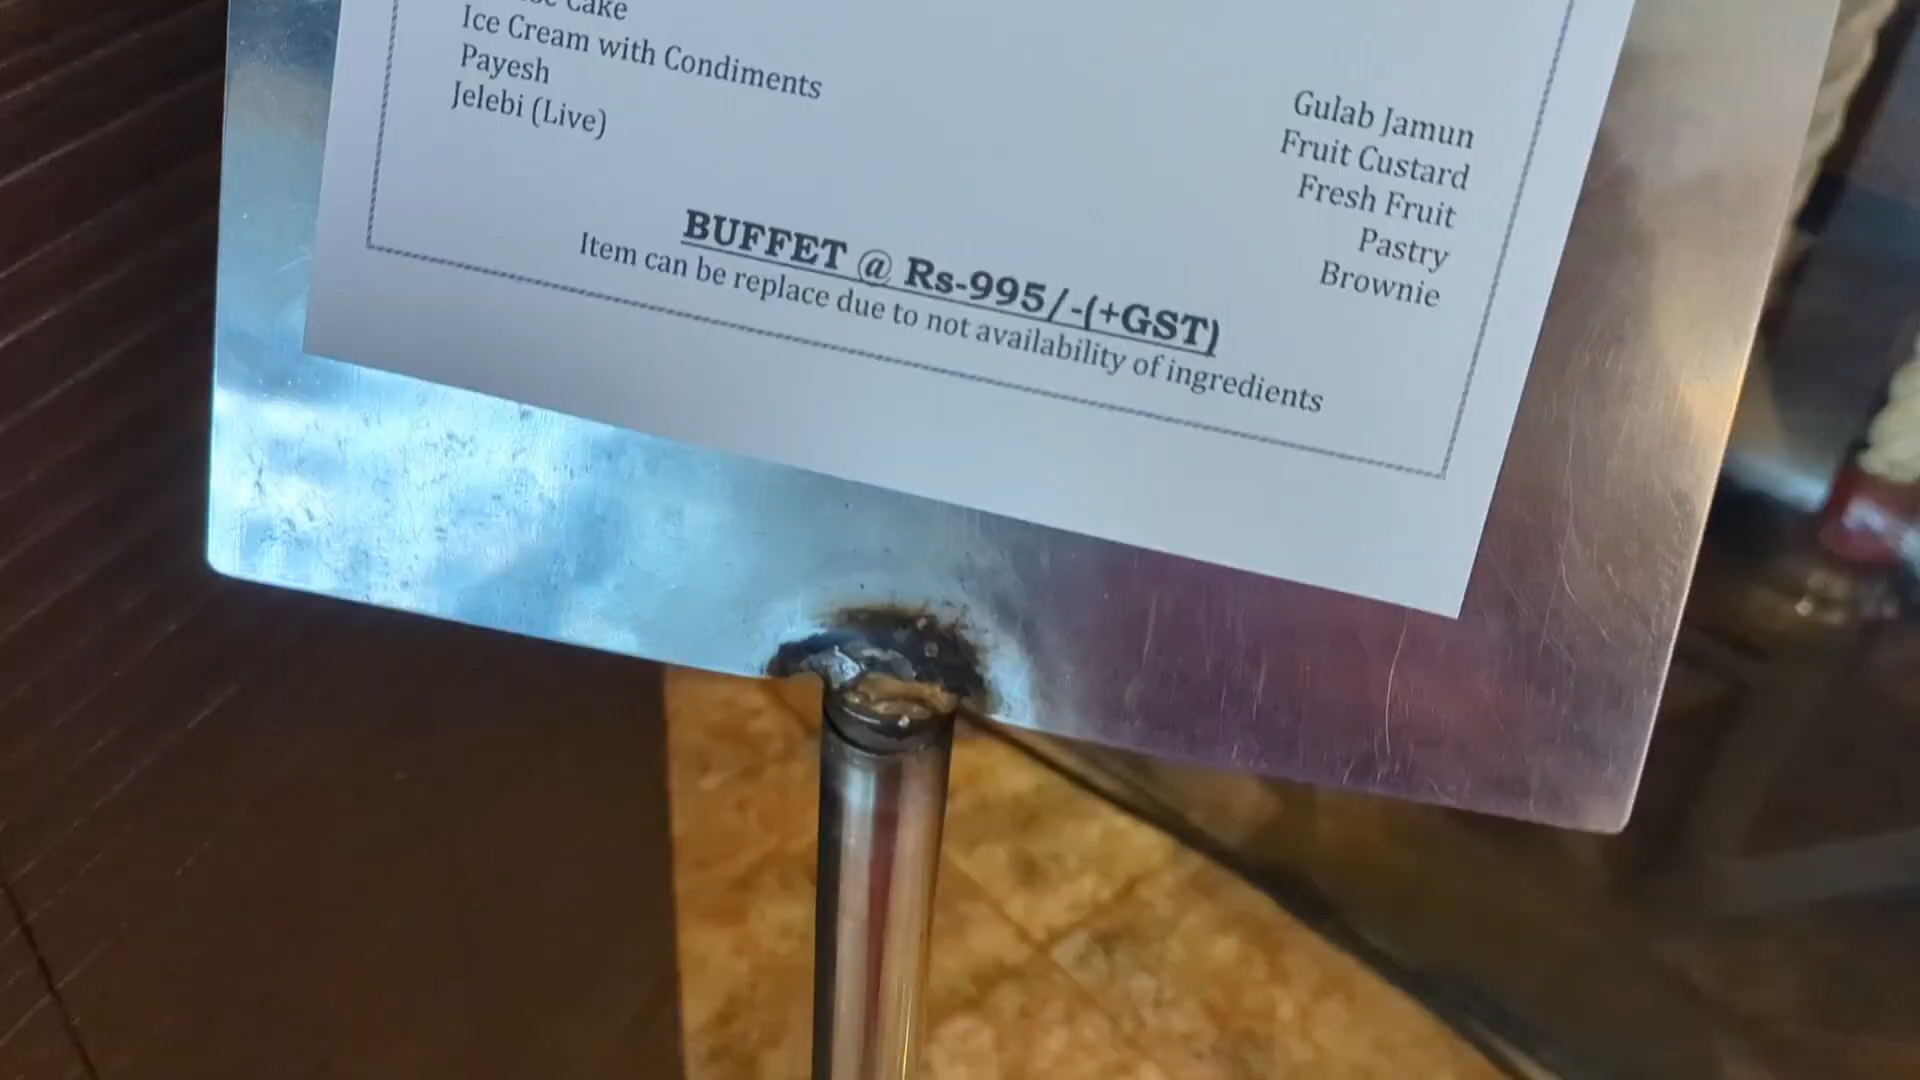 Cake
Ice Cream with Condiments
Payesh
Jelebi (Live)
Gulab Jamun
Fruit Custard
Fresh Fruit
Pastry
Brownie
BUFFET @ Rs-995/-(+GST)
Item can be replace due to not availability of ingredients